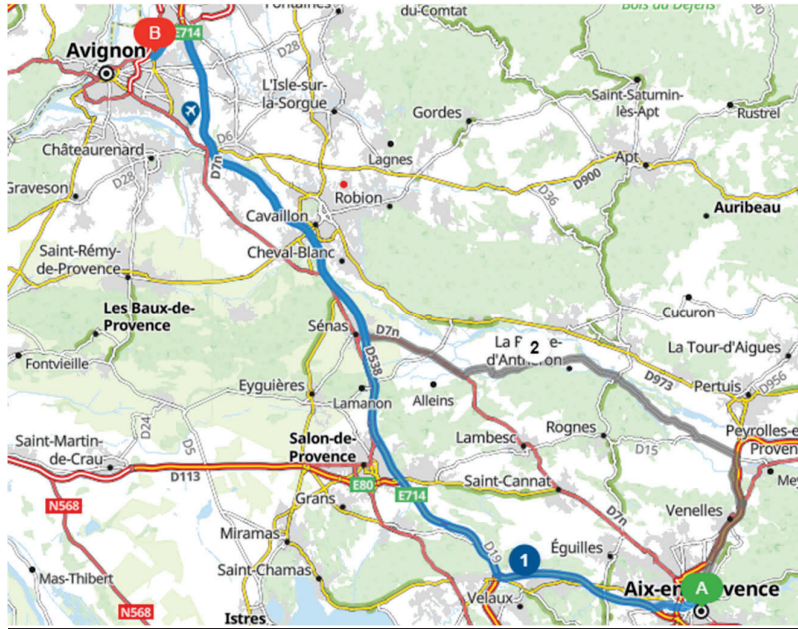 du-Comtat
Bois du Défens
B
E714
Avignon
D28
L'Isle-sur-
la-Sorgue
Gordes
Saint-Saturnin-
lès-Apt
Rustrel
Châteaurenard
D7n
D6
Lagnes
Apt
D28
D900
Graveson
D36
Robion
Auribeau
Cavaillon
Saint-Rémy-
de-Provence
Cheval-Blanc
Les Baux-de-
Provence
Cucuron
Sénas
D7n
2
d'Antheron
La Tour-d'Aigues
Fontvieille
D538
D973
Eyguières
Pertuis
D956
Alleins
Lamanon
D24
D5
Rognes
Peyrolles-e
Saint-Martin-
de-Crau
Salon-de-
Provence
Lambesc
D15
Proven
D113
E80
E714
Saint-Cannat
Mey
N568
Grans
D7n
Venelles
Miramas
D19
1
Éguilles
Mas-Thibert
Saint-Chamas
A
N568
Velaux
Istres